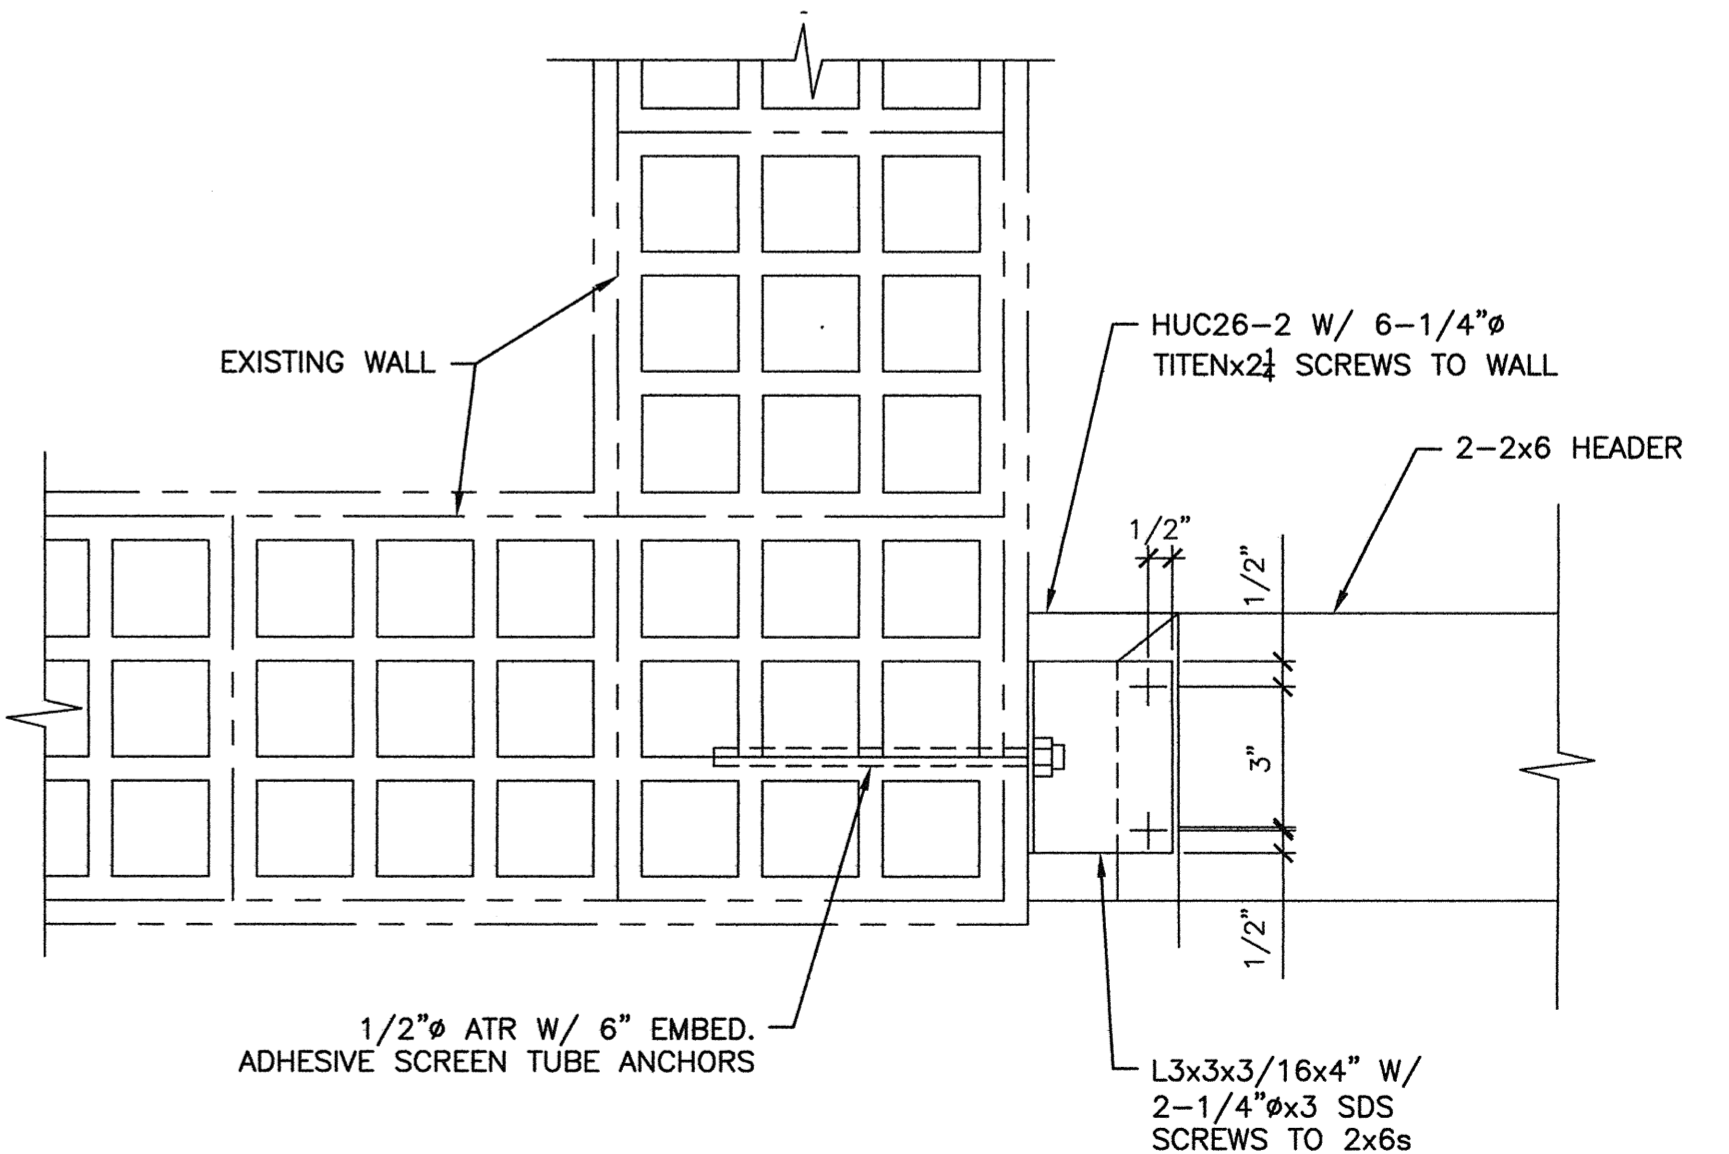 EXISTING WALL
HUC26-2 W/ 6-1/4"ø
TITENx2¼ SCREWS TO WALL
2-2x6 HEADER
1/2"
1/2"
3"
1/2"
1/2"ø ATR W/ 6" EMBED.
ADHESIVE SCREEN TUBE ANCHORS
L3x3x3/16x4" W/
2-1/4"øx3 SDS
SCREWS TO 2x6s